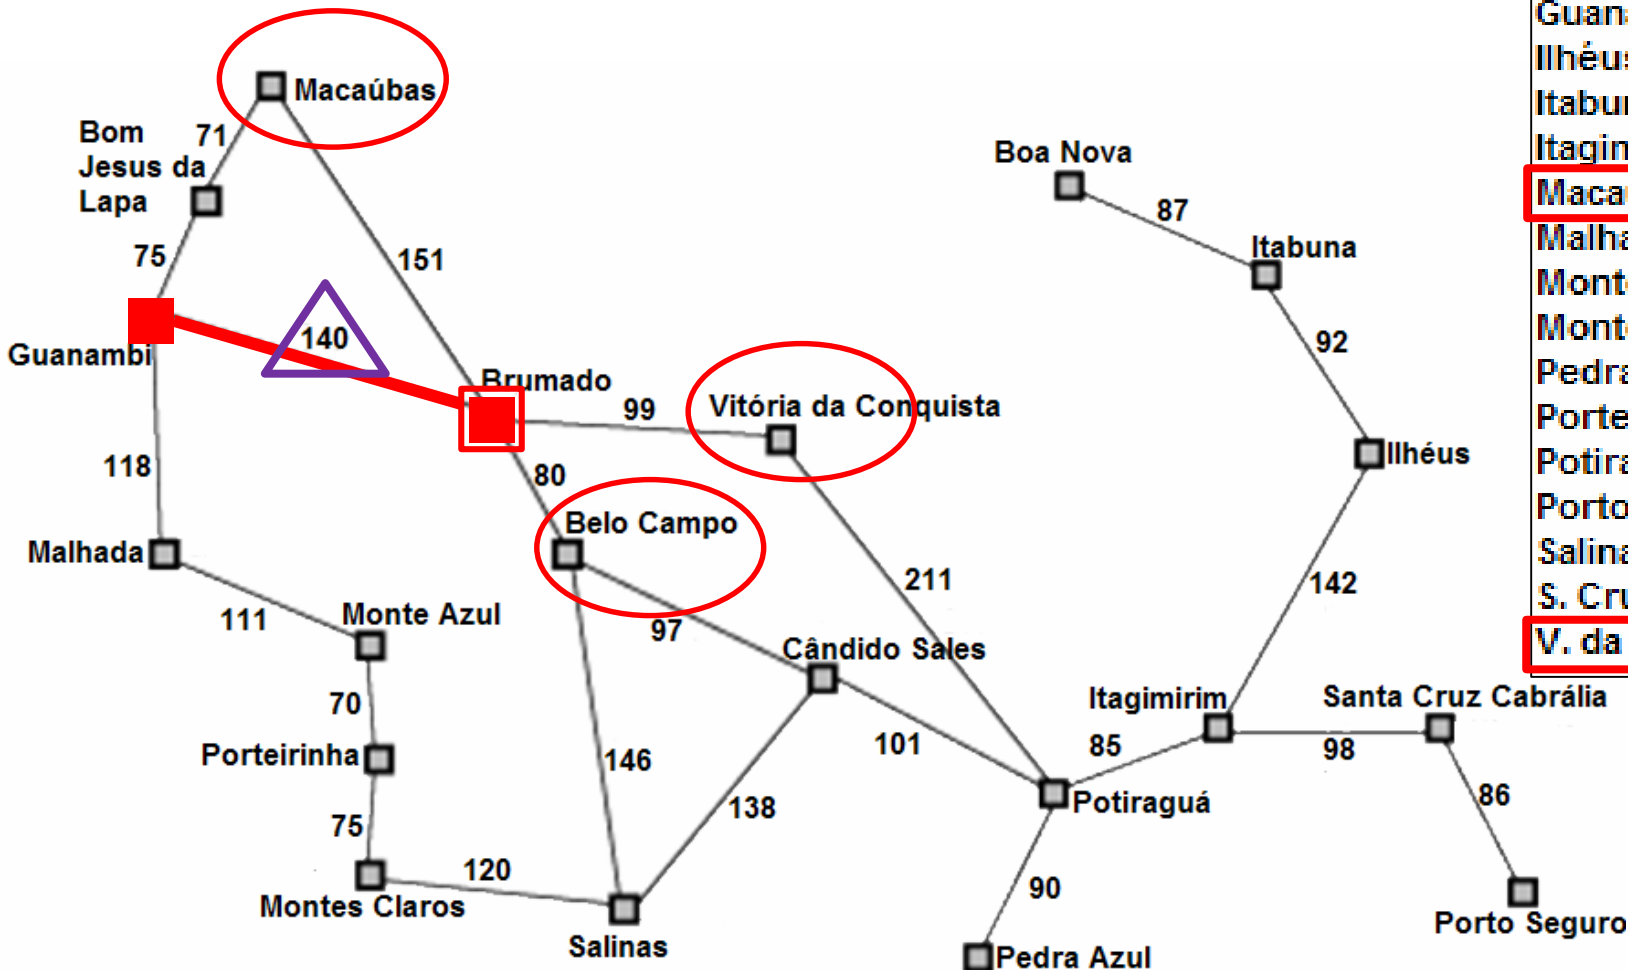 Macaúbas
Bom
Jesus da
Lapa
71
75
151
140
Guanambi
Brumado
99
Vitória da Conquista
118
80
Belo Campo
Malhada
111
Monte Azul
97
Cândido Sales
211
70
Porteirinha
146
138
101
75
120
Montes Claros
Salinas
Boa Nova
87
Itabuna
92
Ilhéus
142
Itagimirim
Santa Cruz Cabrália
85
98
Potiraguá
86
90
Porto Seguro
Pedra Azul
V. da